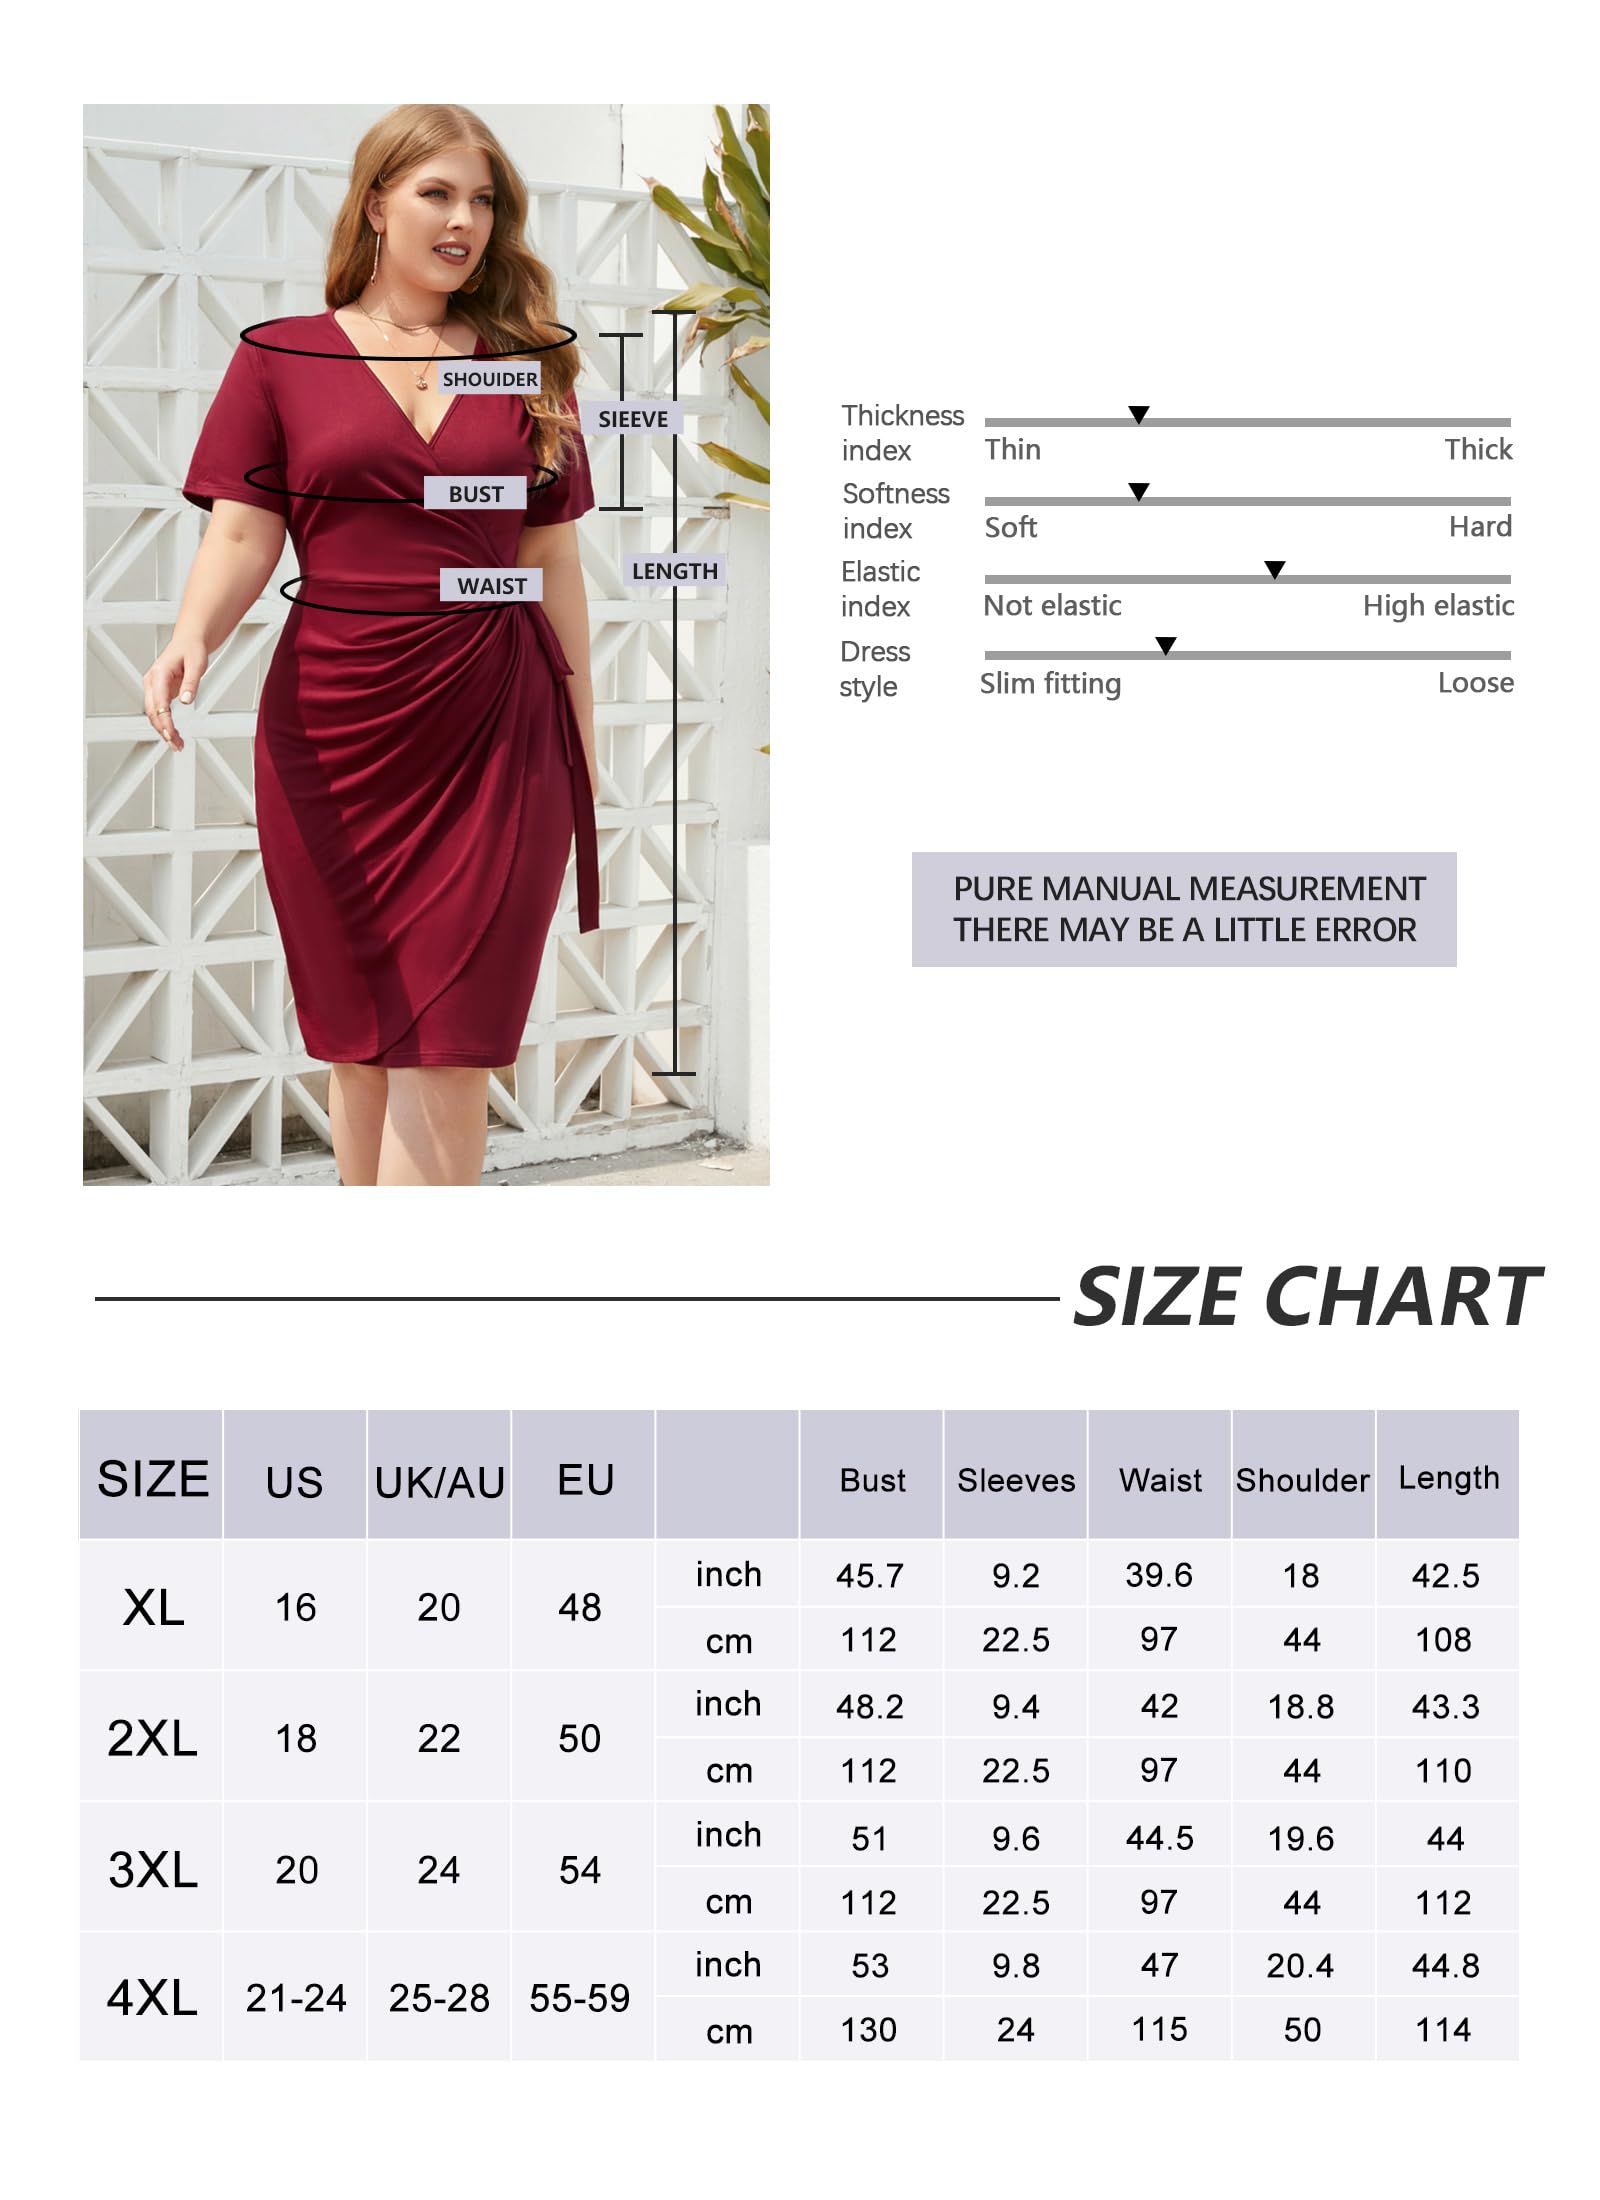 SHOUIDER
SIEEVE
BUST
LENGTH
WAIST
Thickness
index
Thin Thick
Softness
index
Soft Hard
Elastic
index
Not elastic High elastic
Dress
style
Slim fitting Loose
PURE MANUAL MEASUREMENT
THERE MAY BE A LITTLE ERROR
SIZE CHART
SIZE US UK/AU EU Bust Sleeves Waist Shoulder Length
XL 16 20 48 inch 45.7 9.2 39.6 18 42.5
cm 112 22.5 97 44 108
2XL 18 22 50 inch 48.2 9.4 42 18.8 43.3
cm 112 22.5 97 44 110
3XL 20 24 54 inch 51 9.6 44.5 19.6 44
cm 112 22.5 97 44 112
4XL 21-24 25-28 55-59 inch 53 9.8 47 20.4 44.8
cm 130 24 115 50 114